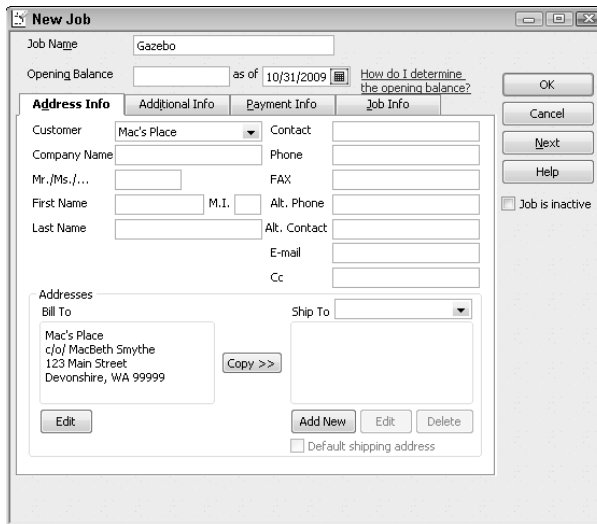 New Job
Job Name Gazebo
Opening Balance as of 10/31/2009 How do I determine
the opening balance?
OK
Cancel
Next
Help
Job is inactive
Address Info Additional Info Payment Info Job Info
Customer Mac's Place Contact
Company Name Phone
Mr./Ms./... FAX
First Name M.I. Alt. Phone
Last Name Alt. Contact
E-mail
Cc
Addresses
Bill To Ship To
Mac's Place
c/o/ MacBeth Smythe
123 Main Street
Devonshire, WA 99999
Copy >>
Edit Add New Edit Delete
Default shipping address